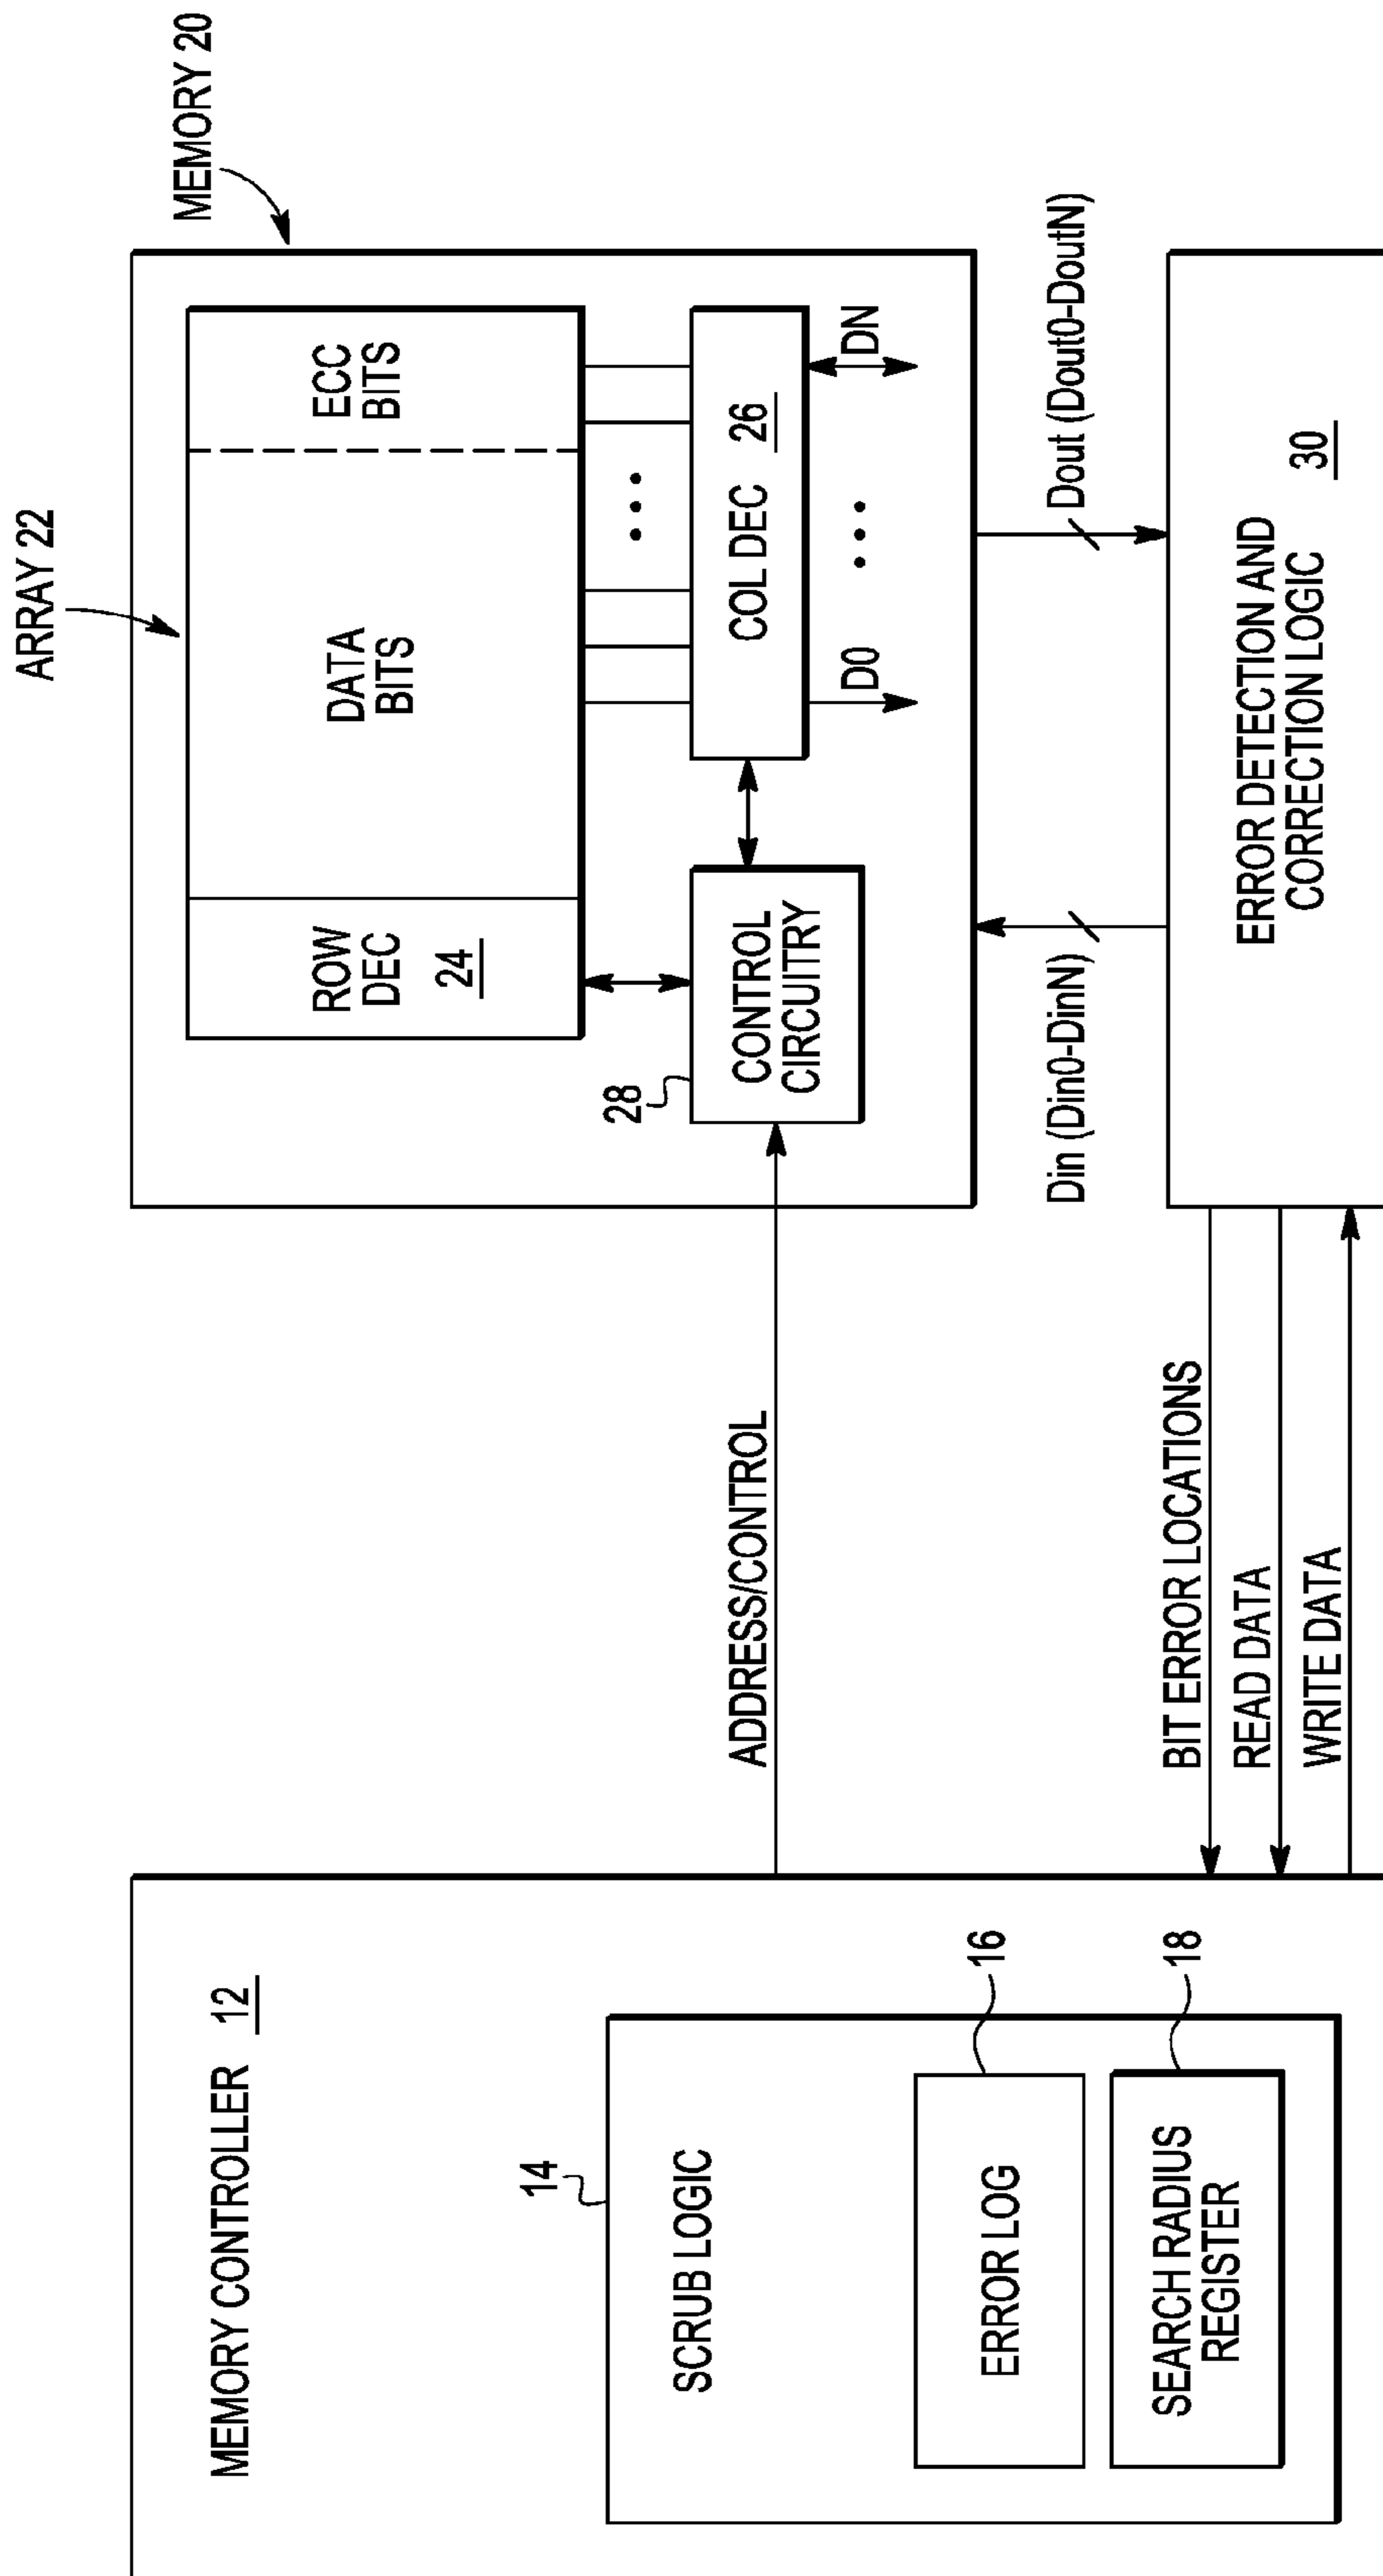 MEMORY CONTROLLER 12
SCRUB LOGIC
14
ERROR LOG
16
SEARCH RADIUS
REGISTER
18
ADDRESS/CONTROL
BIT ERROR LOCATIONS
READ DATA
WRITE DATA
ARRAY 22
MEMORY 20
ROW
DEC
24
DATA
BITS
ECC
BITS
28
CONTROL
CIRCUITRY
COL DEC 26
D0
DN
Din (Din0-DinN)
Dout (Dout0-DoutN)
ERROR DETECTION AND
CORRECTION LOGIC
30